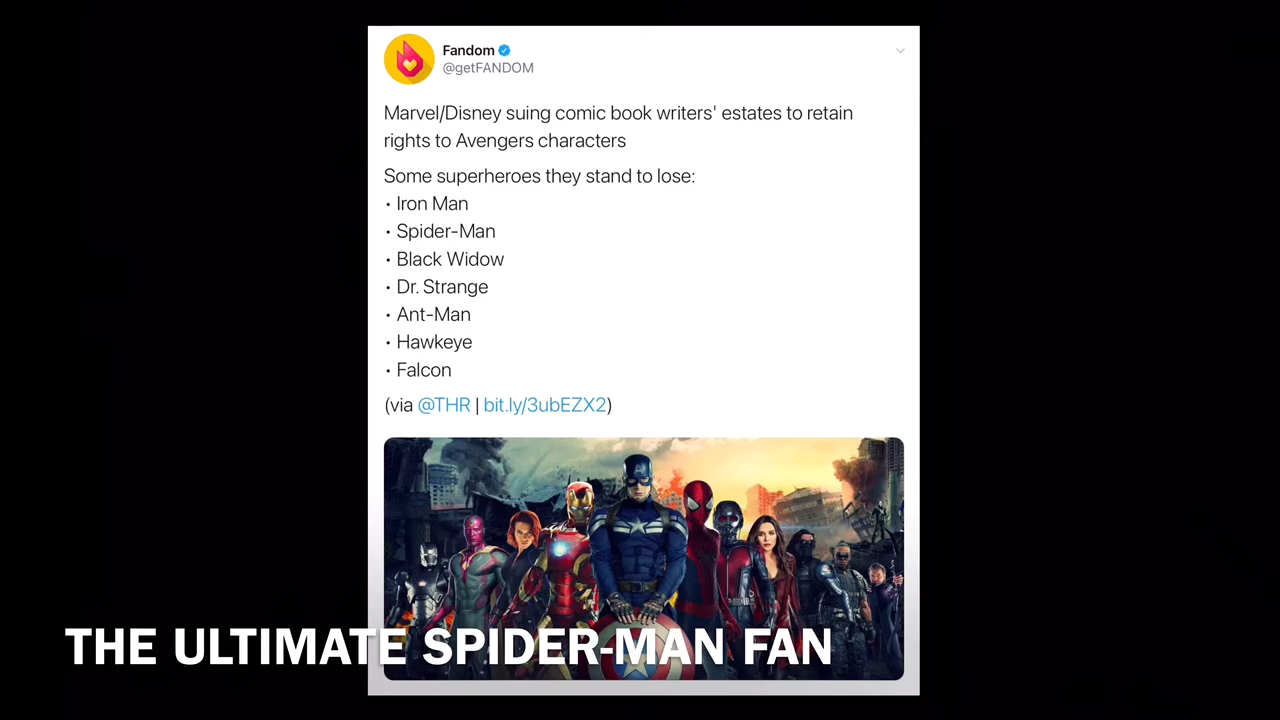 Fandom
@getFANDOM
Marvel/Disney suing comic book writers' estates to retain
rights to Avengers characters
Some superheroes they stand to lose:
• Iron Man
• Spider-Man
• Black Widow
• Dr. Strange
• Ant-Man
• Hawkeye
• Falcon
(via @THR | bit.ly/3ubEZX2)
THE ULTIMATE SPIDER-MAN FAN